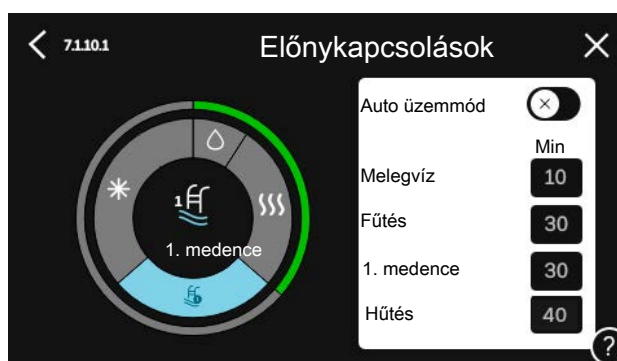 7.1.10.1 Előnykapcsolások
Auto üzemmód
Min
Melegvíz 10
Fűtés 30
1. medence 30
Hűtés 40
1
1. medence
?